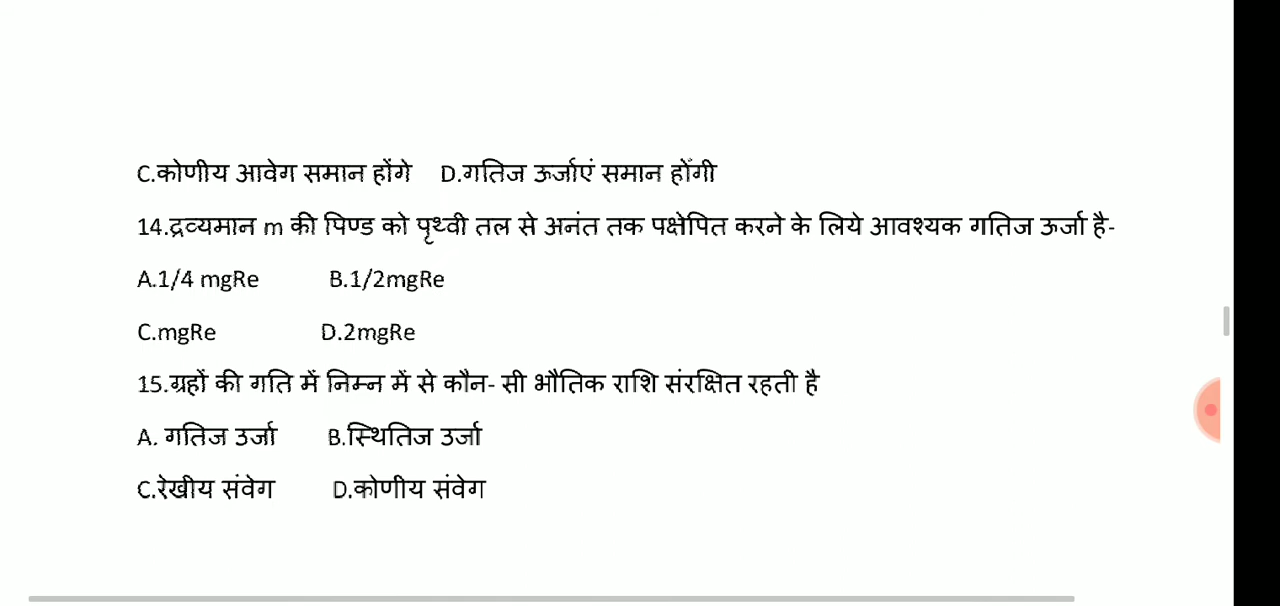 C.कोणीय आवेग समान होंगे D.गतिज ऊर्जाएं समान होंगी
14.द्रव्यमान m की पिण्ड को पृथ्वी तल से अनंत तक पक्षेपित करने के लिये आवश्यक गतिज ऊर्जा है-
A.1/4 mgRe B.1/2mgRe
C.mgRe D.2mgRe
15.ग्रहों की गति में निम्न में से कौन- सी भौतिक राशि संरक्षित रहती है
A. गतिज उर्जा B.स्थितिज उर्जा
C.रेखीय संवेग D.कोणीय संवेग